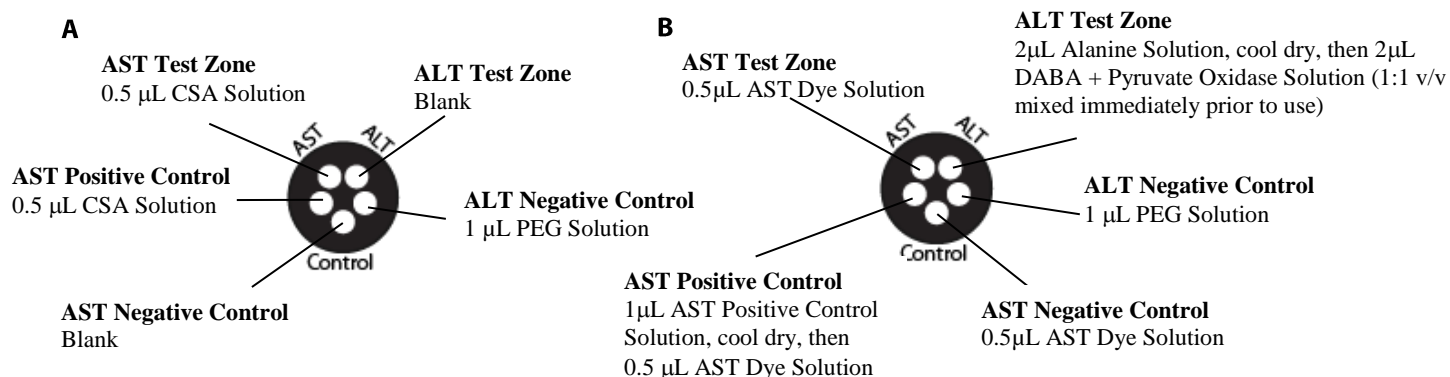 A
AST Test Zone
0.5 µL CSA Solution
ALT Test Zone
Blank
AST
ALT
AST Positive Control
0.5 µL CSA Solution
ALT Negative Control
1 µL PEG Solution
Control
AST Negative Control
Blank
B
AST Test Zone
0.5µL AST Dye Solution
ALT Test Zone
2µL Alanine Solution, cool dry, then 2µL
DABA + Pyruvate Oxidase Solution (1:1 v/v
mixed immediately prior to use)
AST
ALT
ALT Negative Control
1 µL PEG Solution
Control
AST Positive Control
1µL AST Positive Control
Solution, cool dry, then
0.5 µL AST Dye Solution
AST Negative Control
0.5µL AST Dye Solution